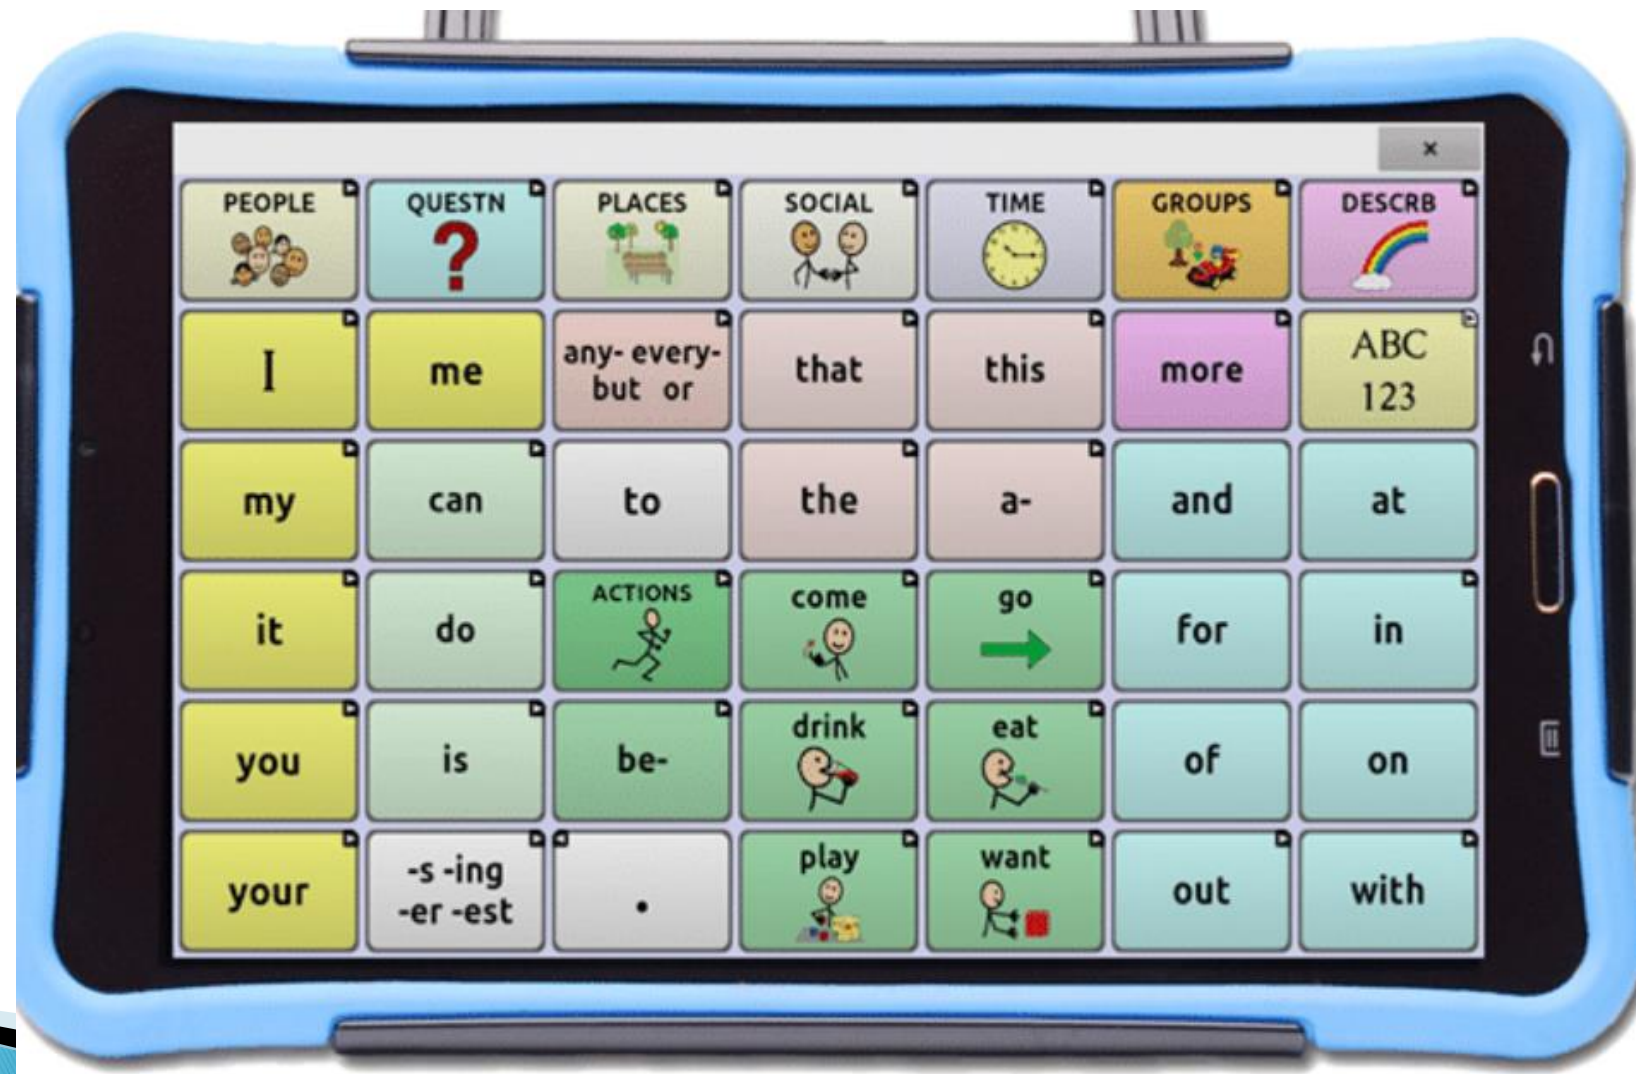 ×
PEOPLE QUESTN PLACES SOCIAL TIME GROUPS DESCRB
?
I me any- every- but or that this more ABC 123
my can to the a- and at
it do ACTIONS come go for in
you is be- drink eat of on
your -s -ing -er -est . play want out with